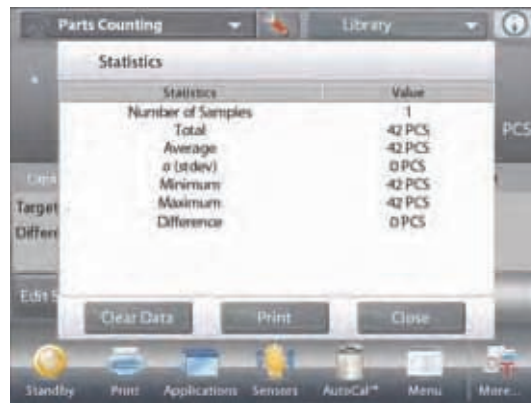 Parts Counting
Library
Statistics
Statistics Value
Number of Samples 1
Total 42 PCS
Average 42 PCS
σ (stdev) 0 PCS
Minimum 42 PCS
Maximum 42 PCS
Difference 0 PCS
PCS
Target
Differe
Edit S
Clear Data Print Close
Standby Print Applications Sensors AutoCal™ Menu More...